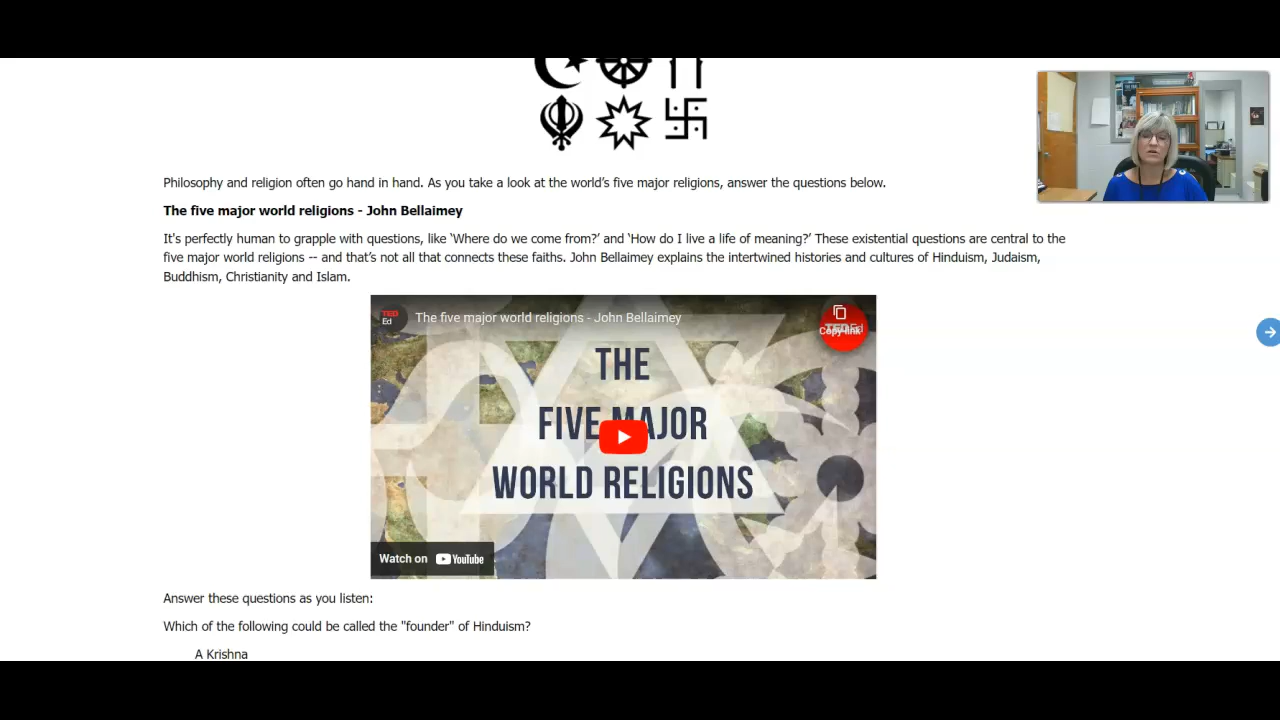 Philosophy and religion often go hand in hand. As you take a look at the world's five major religions, answer the questions below.
The five major world religions - John Bellaimey
It's perfectly human to grapple with questions, like ‘Where do we come from?’ and ‘How do I live a life of meaning?’ These existential questions are central to the
five major world religions -- and that’s not all that connects these faiths. John Bellaimey explains the intertwined histories and cultures of Hinduism, Judaism,
Buddhism, Christianity and Islam.
TED
Ed
The five major world religions - John Bellaimey
Copy link
THE
FIVE MAJOR
WORLD RELIGIONS
Watch on YouTube
Answer these questions as you listen:
Which of the following could be called the "founder" of Hinduism?
A Krishna